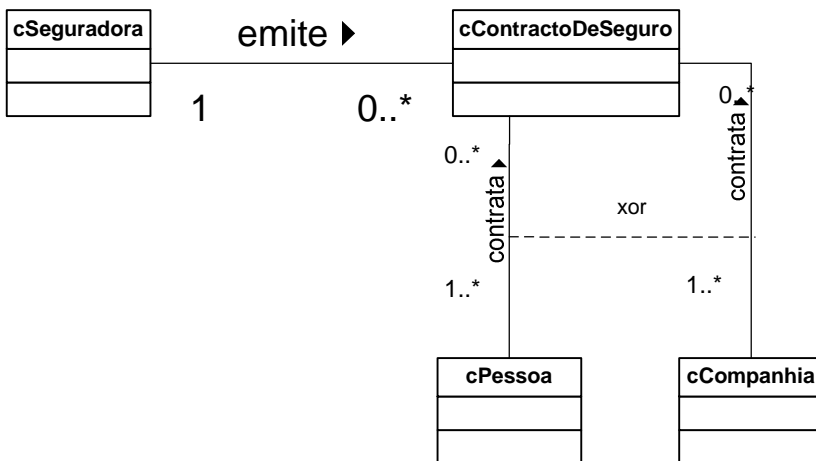 cSeguradora
emite
cContractoDeSeguro
1
0..*
0..*
contrata
0..*
contrata
xor
1..*
1..*
cPessoa
cCompanhia